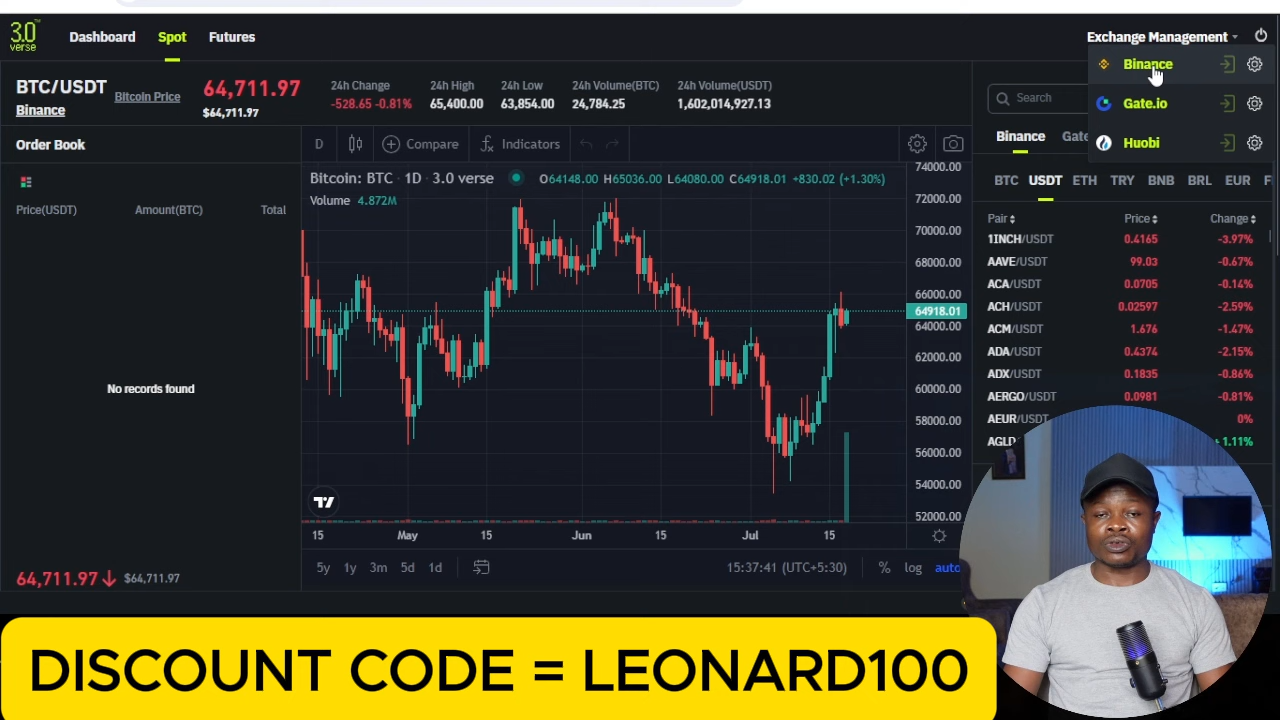 3.0
verse
Dashboard Spot Futures
Exchange Management
Binance
Gate.io
Huobi
BTC/USDT
Binance
Bitcoin Price
64,711.97
$64,711.97
24h Change
-528.65 -0.81%
24h High
65,400.00
24h Low
63,854.00
24h Volume(BTC)
24,784.25
24h Volume(USDT)
1,602,014,927.13
Order Book
Price(USDT) Amount(BTC) Total
No records found
64,711.97 $64,711.97
D Compare Indicators
Bitcoin: BTC · 1D · 3.0 verse O64148.00 H65036.00 L64080.00 C64918.01 +830.02 (+1.30%)
Volume 4.872M
74000.00
72000.00
70000.00
68000.00
66000.00
64918.01
64000.00
62000.00
60000.00
58000.00
56000.00
54000.00
52000.00
15 May 15 Jun 15 Jul 15
5y 1y 3m 5d 1d 15:37:41 (UTC+5:30) % log auto
Search
Binance Gate
BTC USDT ETH TRY BNB BRL EUR F
Pair Price Change
1INCH/USDT 0.4165 -3.97%
AAVE/USDT 99.03 -0.67%
ACA/USDT 0.0705 -0.14%
ACH/USDT 0.02597 -2.59%
ACM/USDT 1.676 -1.47%
ADA/USDT 0.4374 -2.15%
ADX/USDT 0.1835 -0.86%
AERGO/USDT 0.0981 -0.81%
AEUR/USDT 0%
AGLD 1.11%
DISCOUNT CODE = LEONARD100